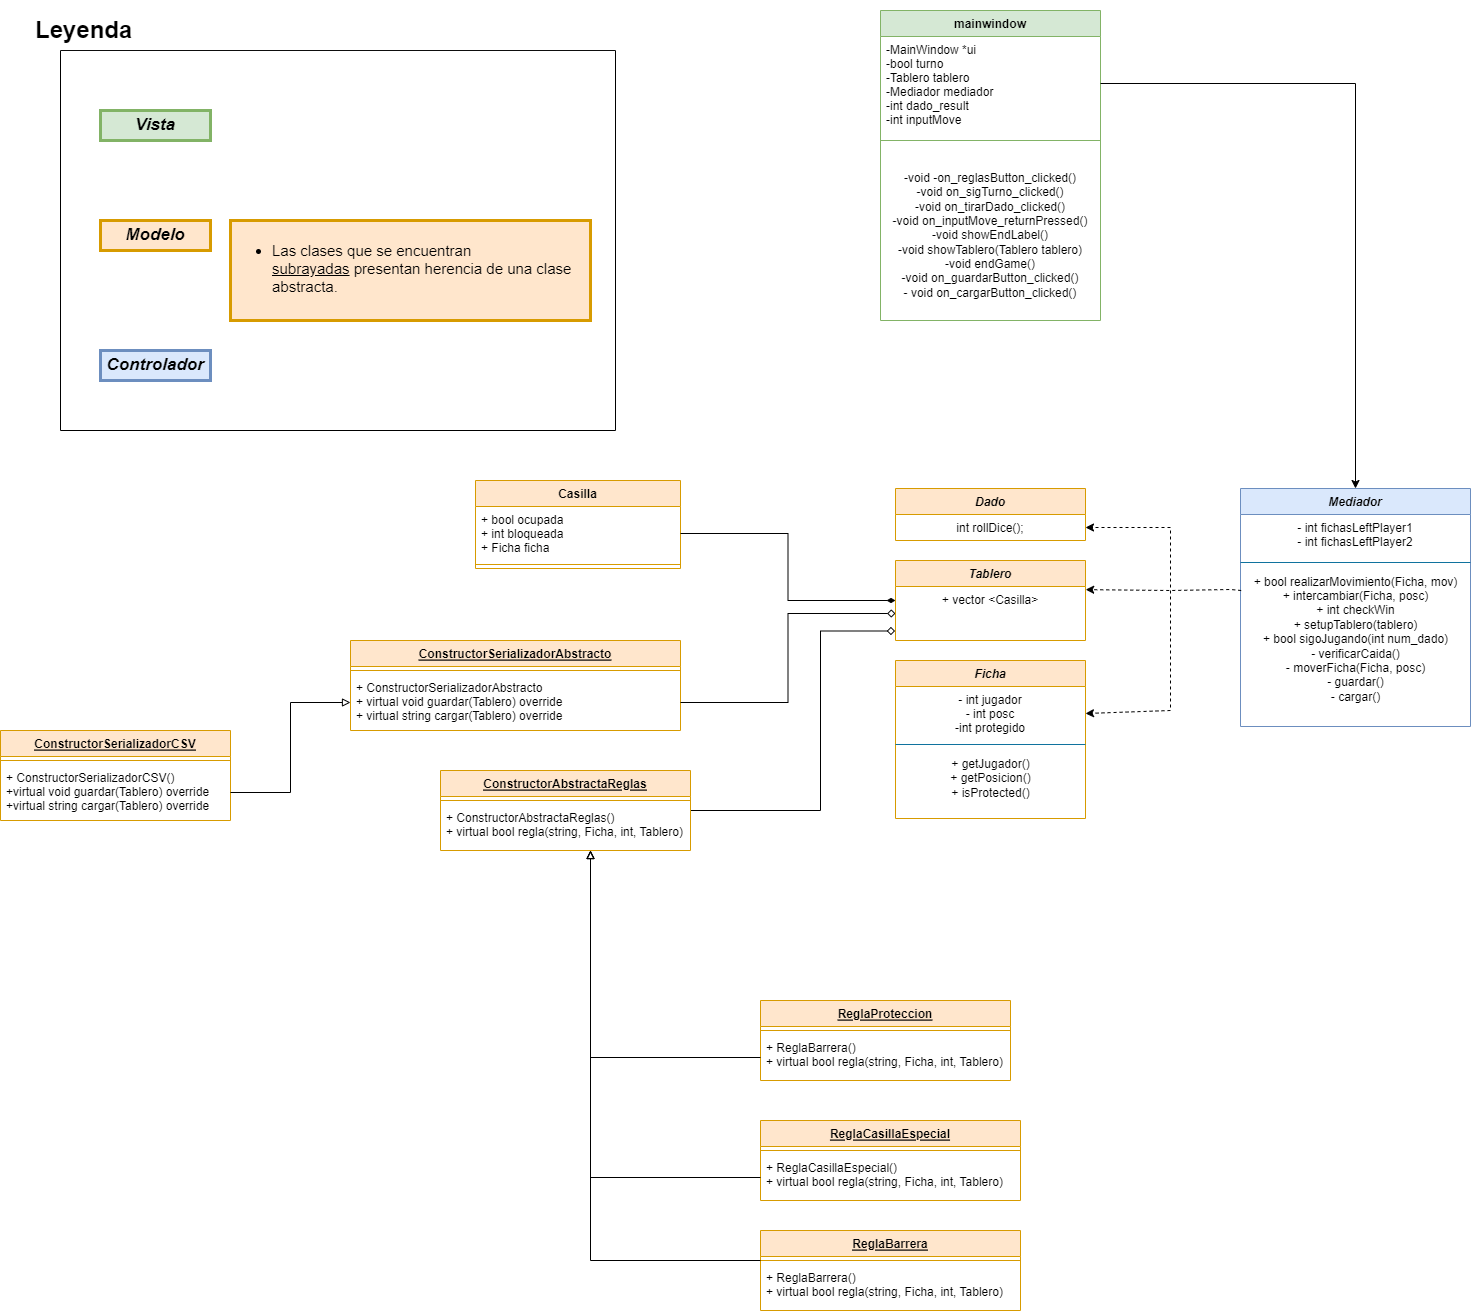 Leyenda
Vista
Modelo
• Las clases que se encuentran
subrayadas presentan herencia de una clase
abstracta.
Controlador
mainwindow
-MainWindow *ui
-bool turno
-Tablero tablero
-Mediador mediador
-int dado_result
-int inputMove
-void -on_reglasButton_clicked()
-void on_sigTurno_clicked()
-void on_tirarDado_clicked()
-void on_inputMove_returnPressed()
-void showEndLabel()
-void showTablero(Tablero tablero)
-void endGame()
-void on_guardarButton_clicked()
- void on_cargarButton_clicked()
Casilla
+ bool ocupada
+ int bloqueada
+ Ficha ficha
Dado
int rollDice();
Tablero
+ vector <Casilla>
Ficha
- int jugador
- int posc
-int protegido
+ getJugador()
+ getPosicion()
+ isProtected()
Mediador
- int fichasLeftPlayer1
- int fichasLeftPlayer2
+ bool realizarMovimiento(Ficha, mov)
+ intercambiar(Ficha, posc)
+ int checkWin
+ setupTablero(tablero)
+ bool sigoJugando(int num_dado)
- verificarCaida()
- moverFicha(Ficha, posc)
- guardar()
- cargar()
ConstructorSerializadorAbstracto
+ ConstructorSerializadorAbstracto
+ virtual void guardar(Tablero) override
+ virtual string cargar(Tablero) override
ConstructorSerializadorCSV
+ ConstructorSerializadorCSV()
+virtual void guardar(Tablero) override
+virtual string cargar(Tablero) override
ConstructorAbstractaReglas
+ ConstructorAbstractaReglas()
+ virtual bool regla(string, Ficha, int, Tablero)
ReglaProteccion
+ ReglaBarrera()
+ virtual bool regla(string, Ficha, int, Tablero)
ReglaCasillaEspecial
+ ReglaCasillaEspecial()
+ virtual bool regla(string, Ficha, int, Tablero)
ReglaBarrera
+ ReglaBarrera()
+ virtual bool regla(string, Ficha, int, Tablero)